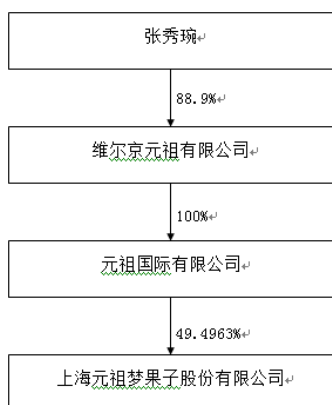 张秀琬
88.9%
维尔京元祖有限公司
100%
元祖国际有限公司
49.4963%
上海元祖梦果子股份有限公司